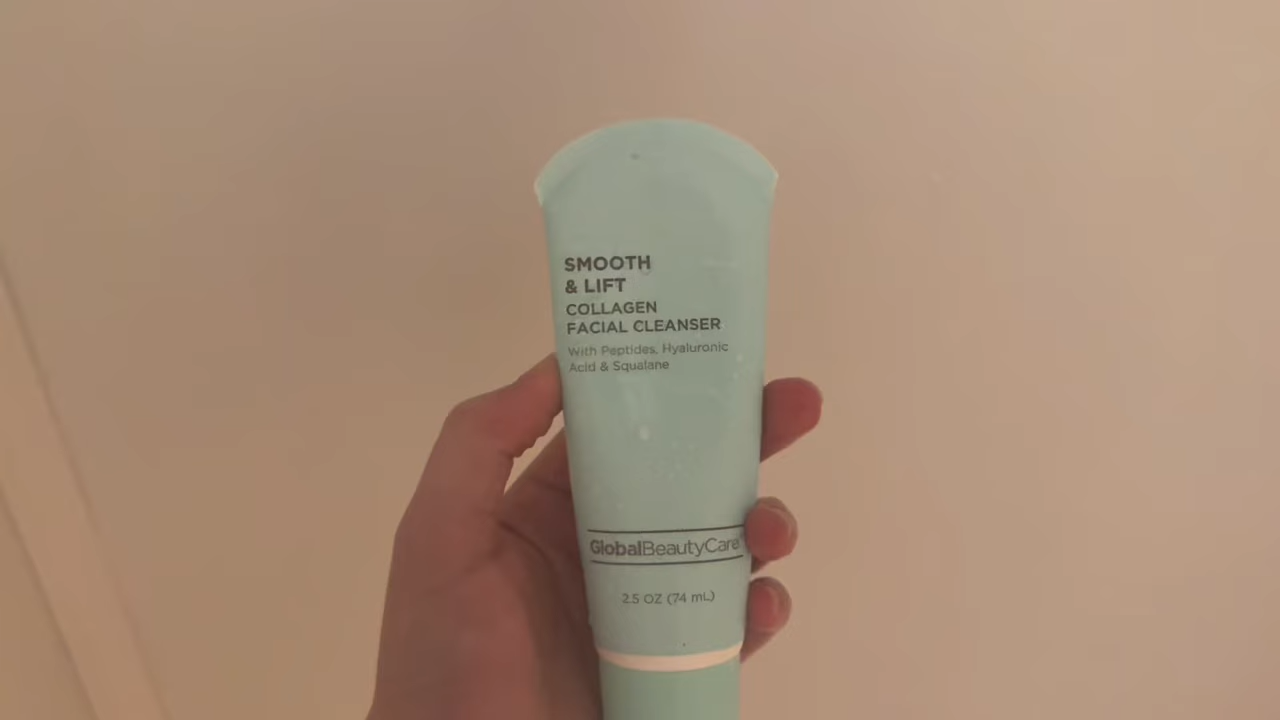 SMOOTH
& LIFT
COLLAGEN
FACIAL CLEANSER
With Peptides, Hyaluronic
Acid & Squalane
GlobalBeautyCare
2.5 OZ (74 mL)